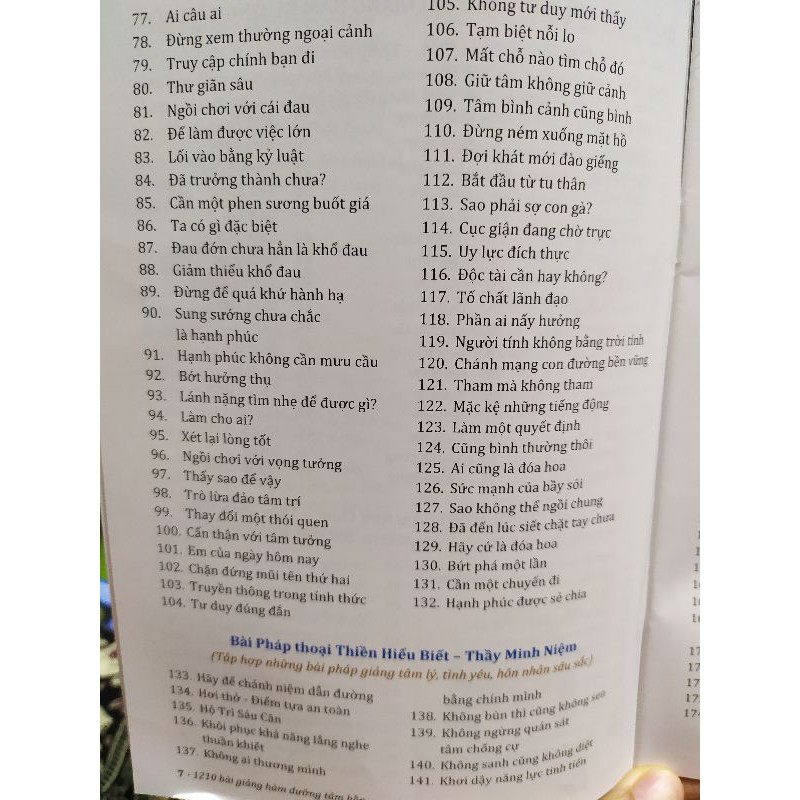 77. Ai câu ai
78. Đừng xem thường ngoại cảnh
79. Truy cập chính bạn đi
80. Thư giãn sâu
81. Ngồi chơi với cái đau
82. Để làm được việc lớn
83. Lối vào bằng kỷ luật
84. Đã trưởng thành chưa?
85. Cần một phen sương buốt giá
86. Ta có gì đặc biệt
87. Đau đớn chưa hẳn là khổ đau
88. Giảm thiểu khổ đau
89. Đừng để quá khứ hành hạ
90. Sung sướng chưa chắc
là hạnh phúc
91. Hạnh phúc không cần mưu cầu
92. Bớt hưởng thụ
93. Lánh nặng tìm nhẹ để được gì?
94. Làm cho ai?
95. Xét lại lòng tốt
96. Ngồi chơi với vọng tưởng
97. Thấy sao để vậy
98. Trò lừa đảo tâm trí
99. Thay đổi một thói quen
100. Cẩn thận với tâm tưởng
101. Em của ngày hôm nay
102. Chặn đứng mũi tên thứ hai
103. Truyền thông trong tỉnh thức
104. Tư duy đúng đắn
105. Không tư duy mới thấy
106. Tạm biệt nỗi lo
107. Mất chỗ nào tìm chỗ đó
108. Giữ tâm không giữ cảnh
109. Tâm bình cảnh cũng bình
110. Đừng ném xuống mặt hồ
111. Đợi khát mới đào giếng
112. Bắt đầu từ tu thân
113. Sao phải sợ con gà?
114. Cục giận đang chờ trực
115. Uy lực đích thực
116. Độc tài cần hay không?
117. Tố chất lãnh đạo
118. Phần ai nấy hưởng
119. Người tính không bằng trời tính
120. Chánh mạng con đường bền vững
121. Tham mà không tham
122. Mặc kệ những tiếng động
123. Làm một quyết định
124. Cũng bình thường thôi
125. Ai cũng là đóa hoa
126. Sức mạnh của bầy sói
127. Sao không thể ngồi chung
128. Đã đến lúc siết chặt tay chưa
129. Hãy cứ là đóa hoa
130. Bứt phá một lần
131. Cần một chuyến đi
132. Hạnh phúc được sẻ chia
Bài Pháp thoại Thiền Hiểu Biết – Thầy Minh Niệm
(Tập hợp những bài pháp giảng tâm lý, tình yêu, hôn nhân sâu sắc)
133. Hãy để chánh niệm dẫn đường
134. Hơi thở - Điểm tựa an toàn
135. Hộ Trì Sáu Căn
136. Khôi phục khả năng lắng nghe
thuần khiết
137. Không ai thương mình
bằng chính mình
138. Không bùn thì cũng không sen
139. Không ngừng quán sát
tâm chống cự
140. Không sanh cũng không diệt
141. Khơi dậy năng lực tinh tiến
7 - 1210 bài giảng hàm dưỡng tâm hồn